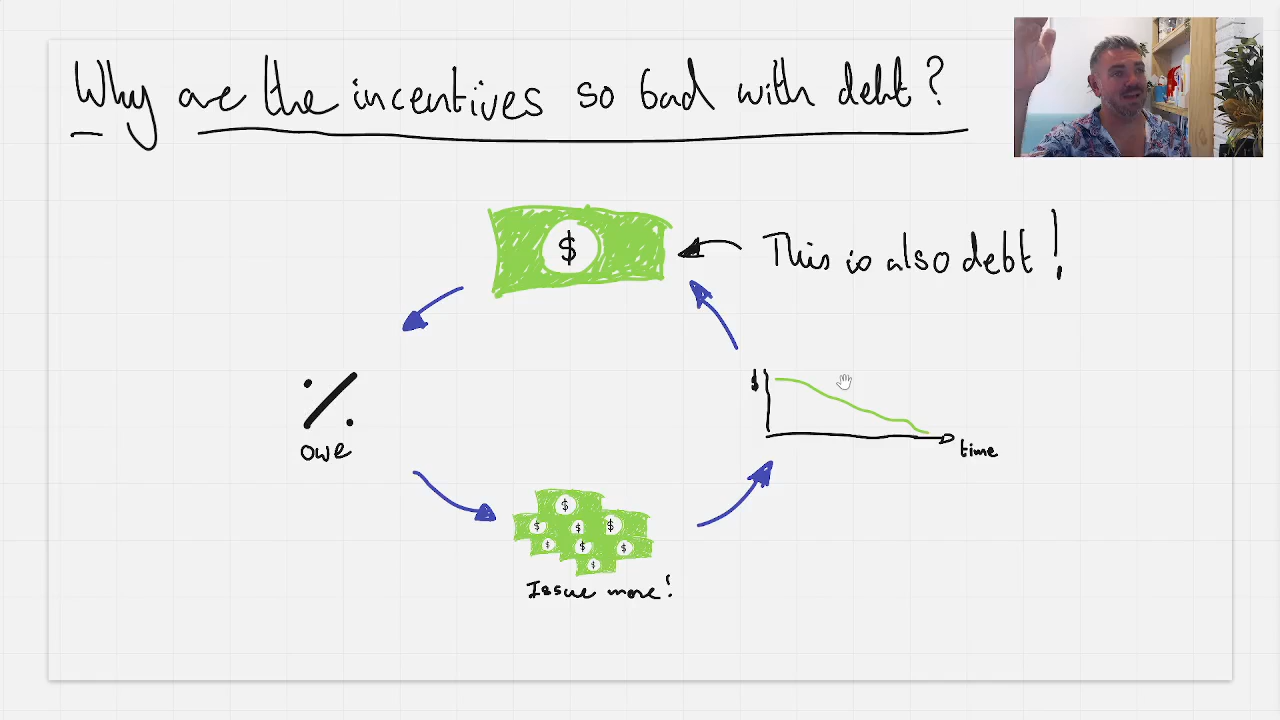 Why are the incentives so bad with debt?
$
This is also debt!
%
owe
$
time
$
$ $ $
$ $ $
$
Issue more!